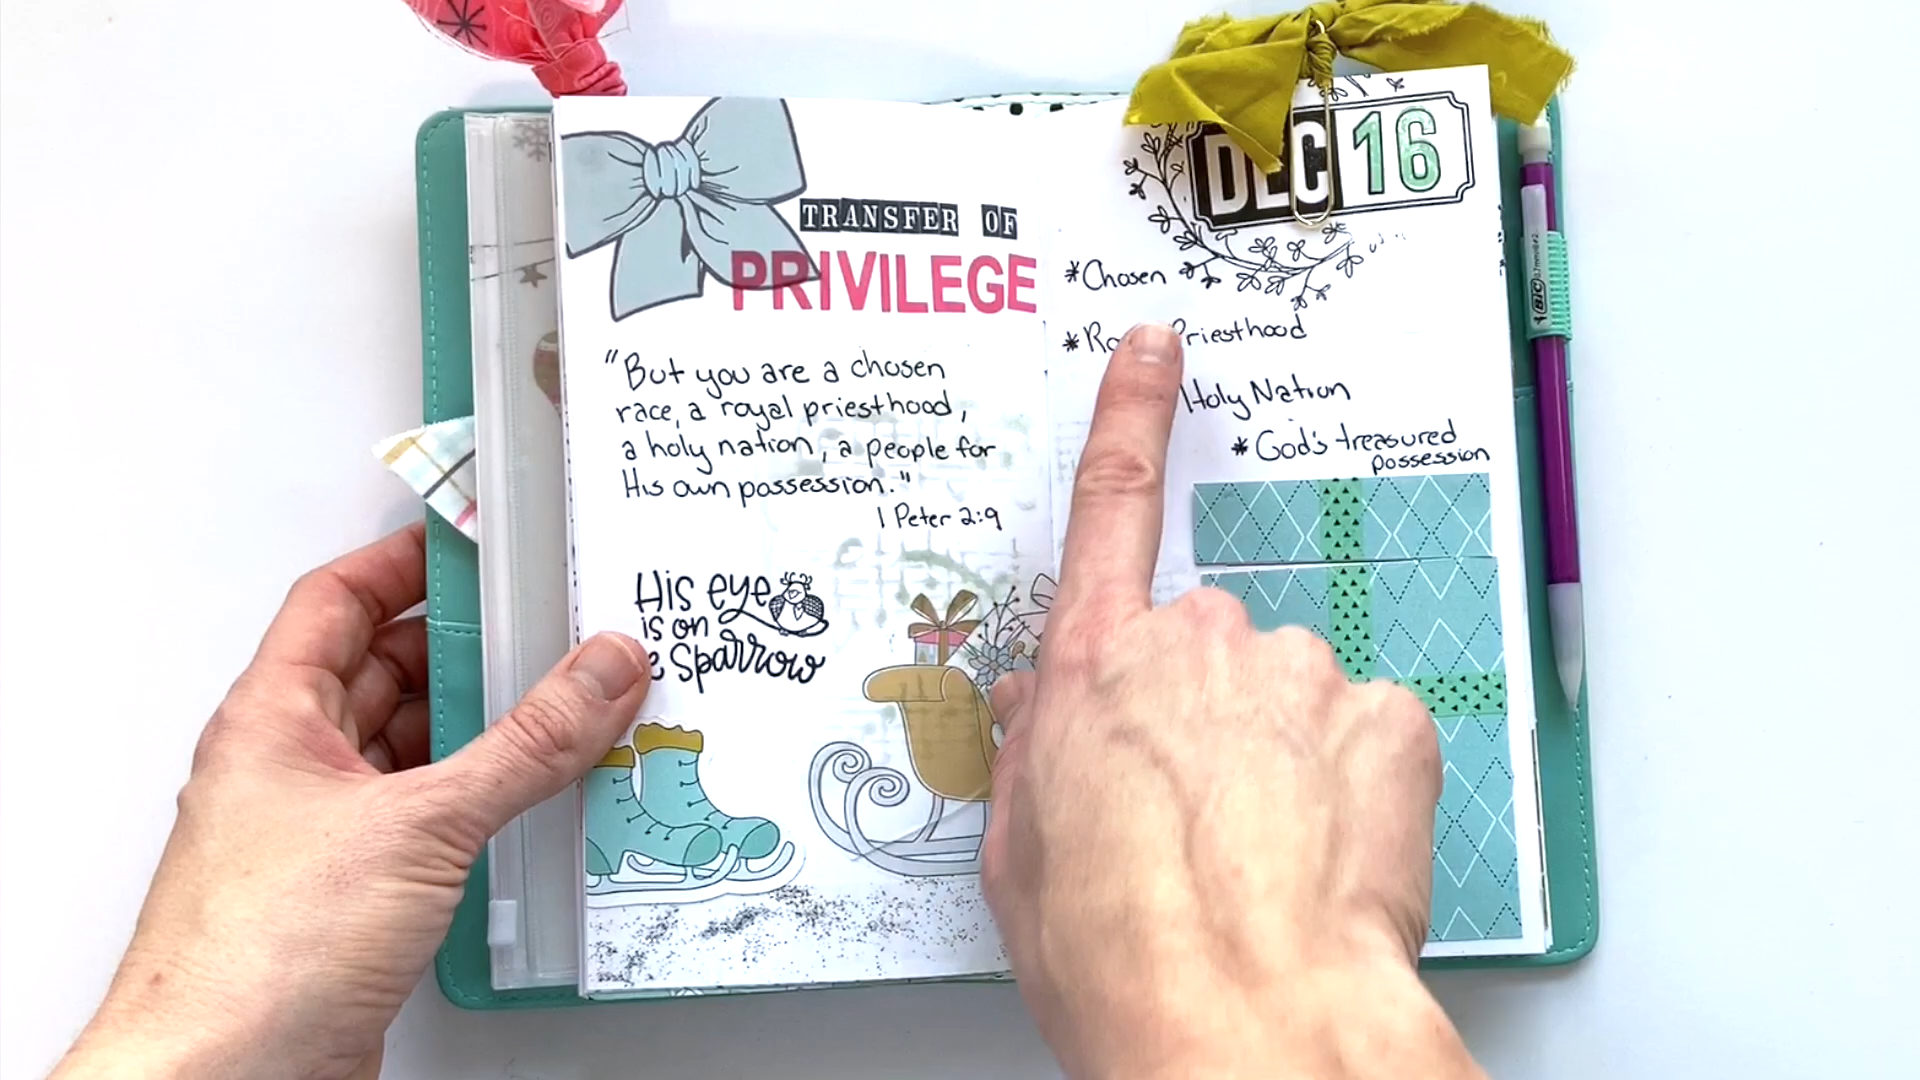 TRANSFER OF
PRIVILEGE
"But you are a chosen
race, a royal priesthood,
a holy nation, a people for
His own possession."
1 Peter 2:9
His eye
is on
Sparrow
DEC 16
*Chosen
* Priesthood
Holy Nation
* God's treasured
possession
BIC